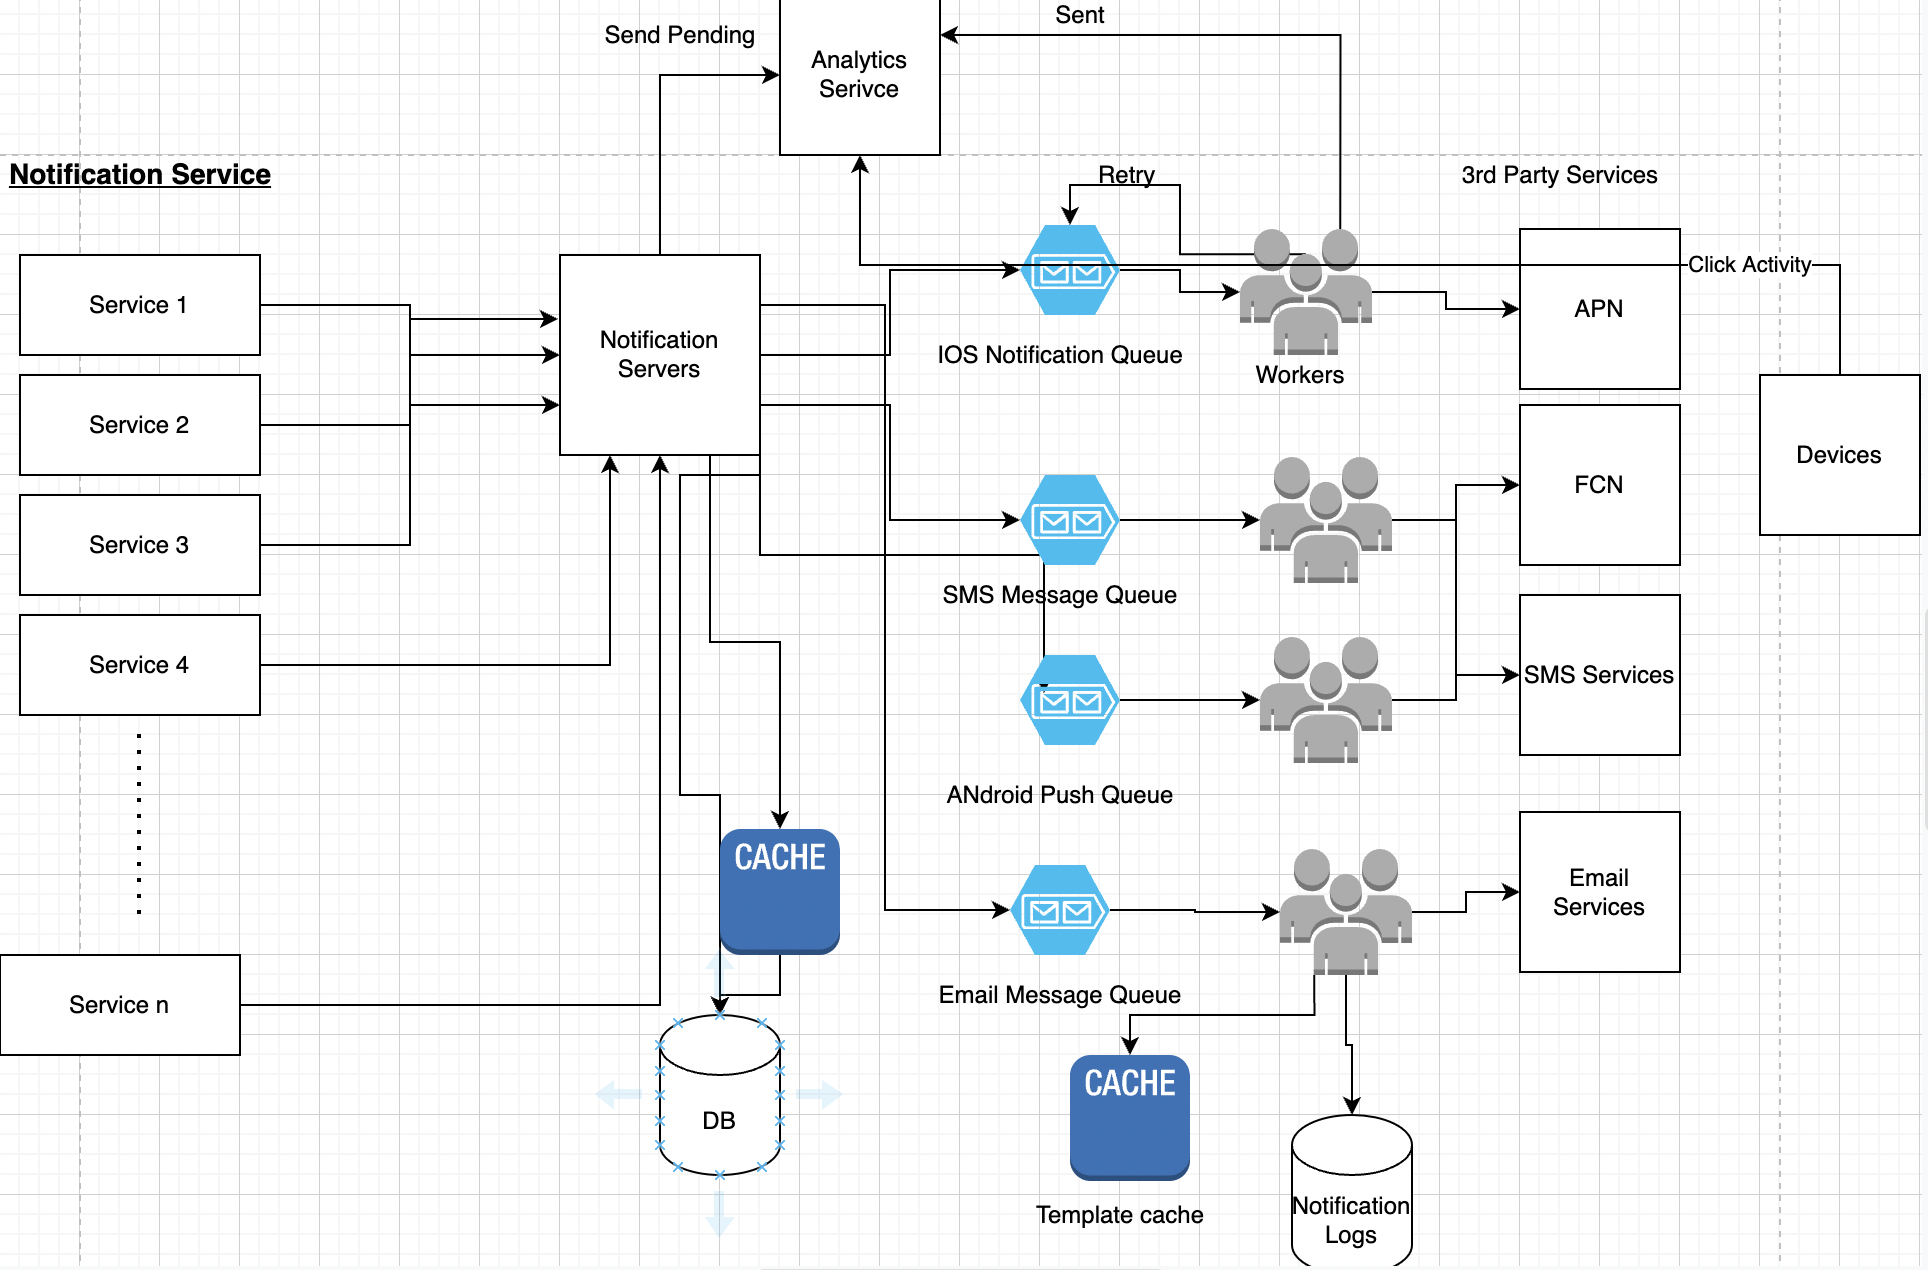 Sent
Send Pending
Analytics
Serivce
Notification Service
Retry
3rd Party Services
Click Activity
Service 1
Notification
Servers
IOS Notification Queue
Workers
APN
Service 2
Devices
FCN
Service 3
SMS Message Queue
Service 4
SMS Services
ANdroid Push Queue
CACHE
Email
Services
Service n
Email Message Queue
CACHE
DB
Template cache
Notification
Logs